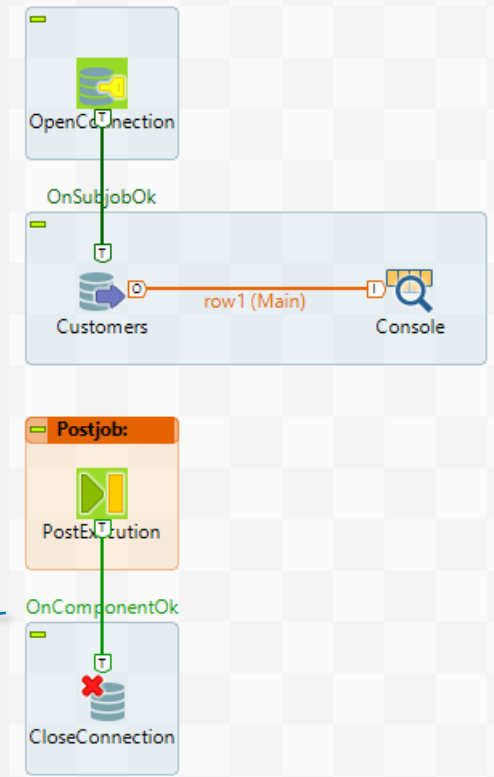 T
OpenConnection
OnSubjobOk
T
O
row1 (Main)
I
Customers
Console
Postjob:
T
PostExecution
OnComponentOk
T
CloseConnection